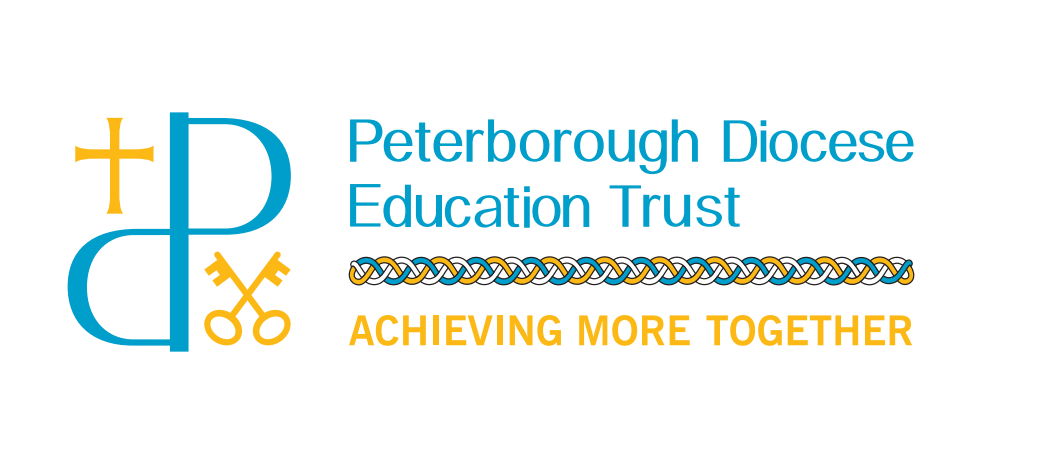 Peterborough Diocese
Education Trust
ACHIEVING MORE TOGETHER